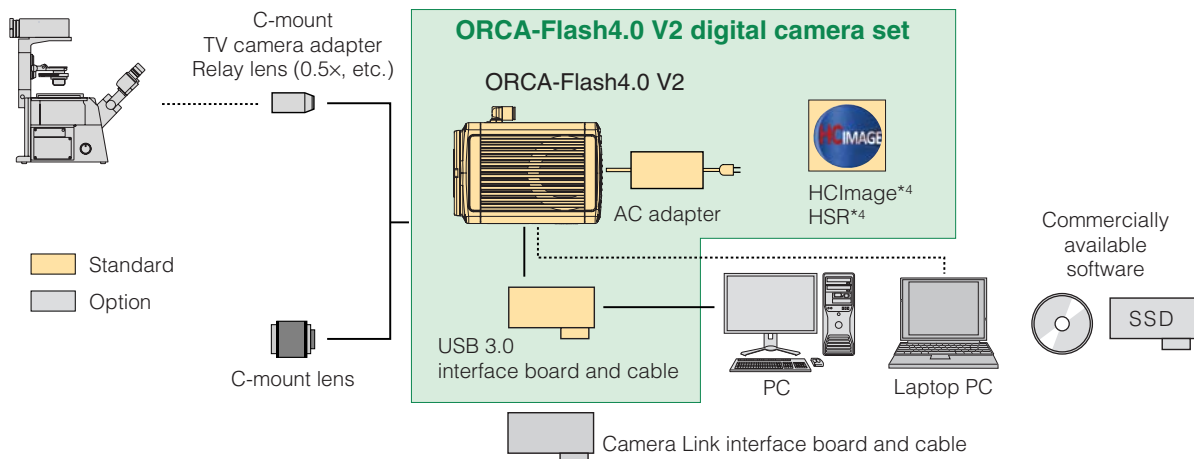 C-mount
TV camera adapter
Relay lens (0.5×, etc.)
ORCA-Flash4.0 V2 digital camera set
ORCA-Flash4.0 V2
HCIMAGE
AC adapter
HCImage*4
HSR*4
Standard
Option
Commercially
available
software
SSD
USB 3.0
interface board and cable
C-mount lens
PC
Laptop PC
Camera Link interface board and cable